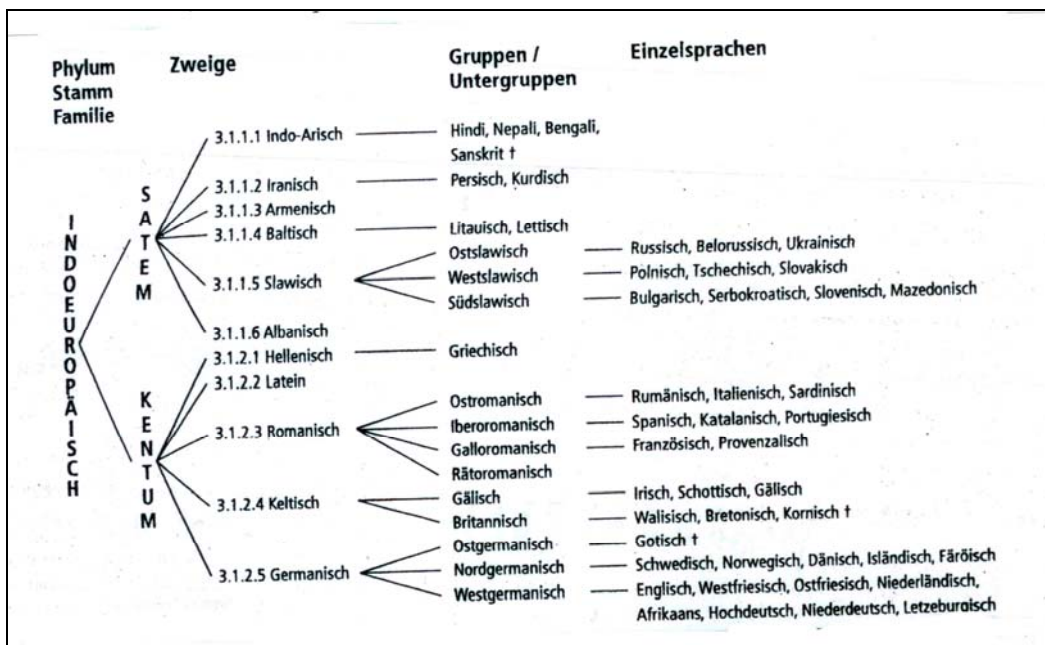 Phylum
Stamm
Familie
Zweige
Gruppen /
Untergruppen
Einzelsprachen
INDOEUROPÄISCH
SATEM
3.1.1.1 Indo-Arisch
Hindi, Nepali, Bengali,
Sanskrit †
3.1.1.2 Iranisch
Persisch, Kurdisch
3.1.1.3 Armenisch
3.1.1.4 Baltisch
Litauisch, Lettisch
3.1.1.5 Slawisch
Ostslawisch
Russisch, Belorussisch, Ukrainisch
Westslawisch
Polnisch, Tschechisch, Slovakisch
Südslawisch
Bulgarisch, Serbokroatisch, Slovenisch, Mazedonisch
3.1.1.6 Albanisch
KENTUM
3.1.2.1 Hellenisch
Griechisch
3.1.2.2 Latein
3.1.2.3 Romanisch
Ostromanisch
Rumänisch, Italienisch, Sardinisch
Iberoromanisch
Spanisch, Katalanisch, Portugiesisch
Galloromanisch
Französisch, Provenzalisch
Rätoromanisch
3.1.2.4 Keltisch
Gälisch
Irisch, Schottisch, Gälisch
Britannisch
Walisisch, Bretonisch, Kornisch †
3.1.2.5 Germanisch
Ostgermanisch
Gotisch †
Nordgermanisch
Schwedisch, Norwegisch, Dänisch, Isländisch, Färöisch
Westgermanisch
Englisch, Westfriesisch, Ostfriesisch, Niederländisch,
Afrikaans, Hochdeutsch, Niederdeutsch, Letzeburgisch